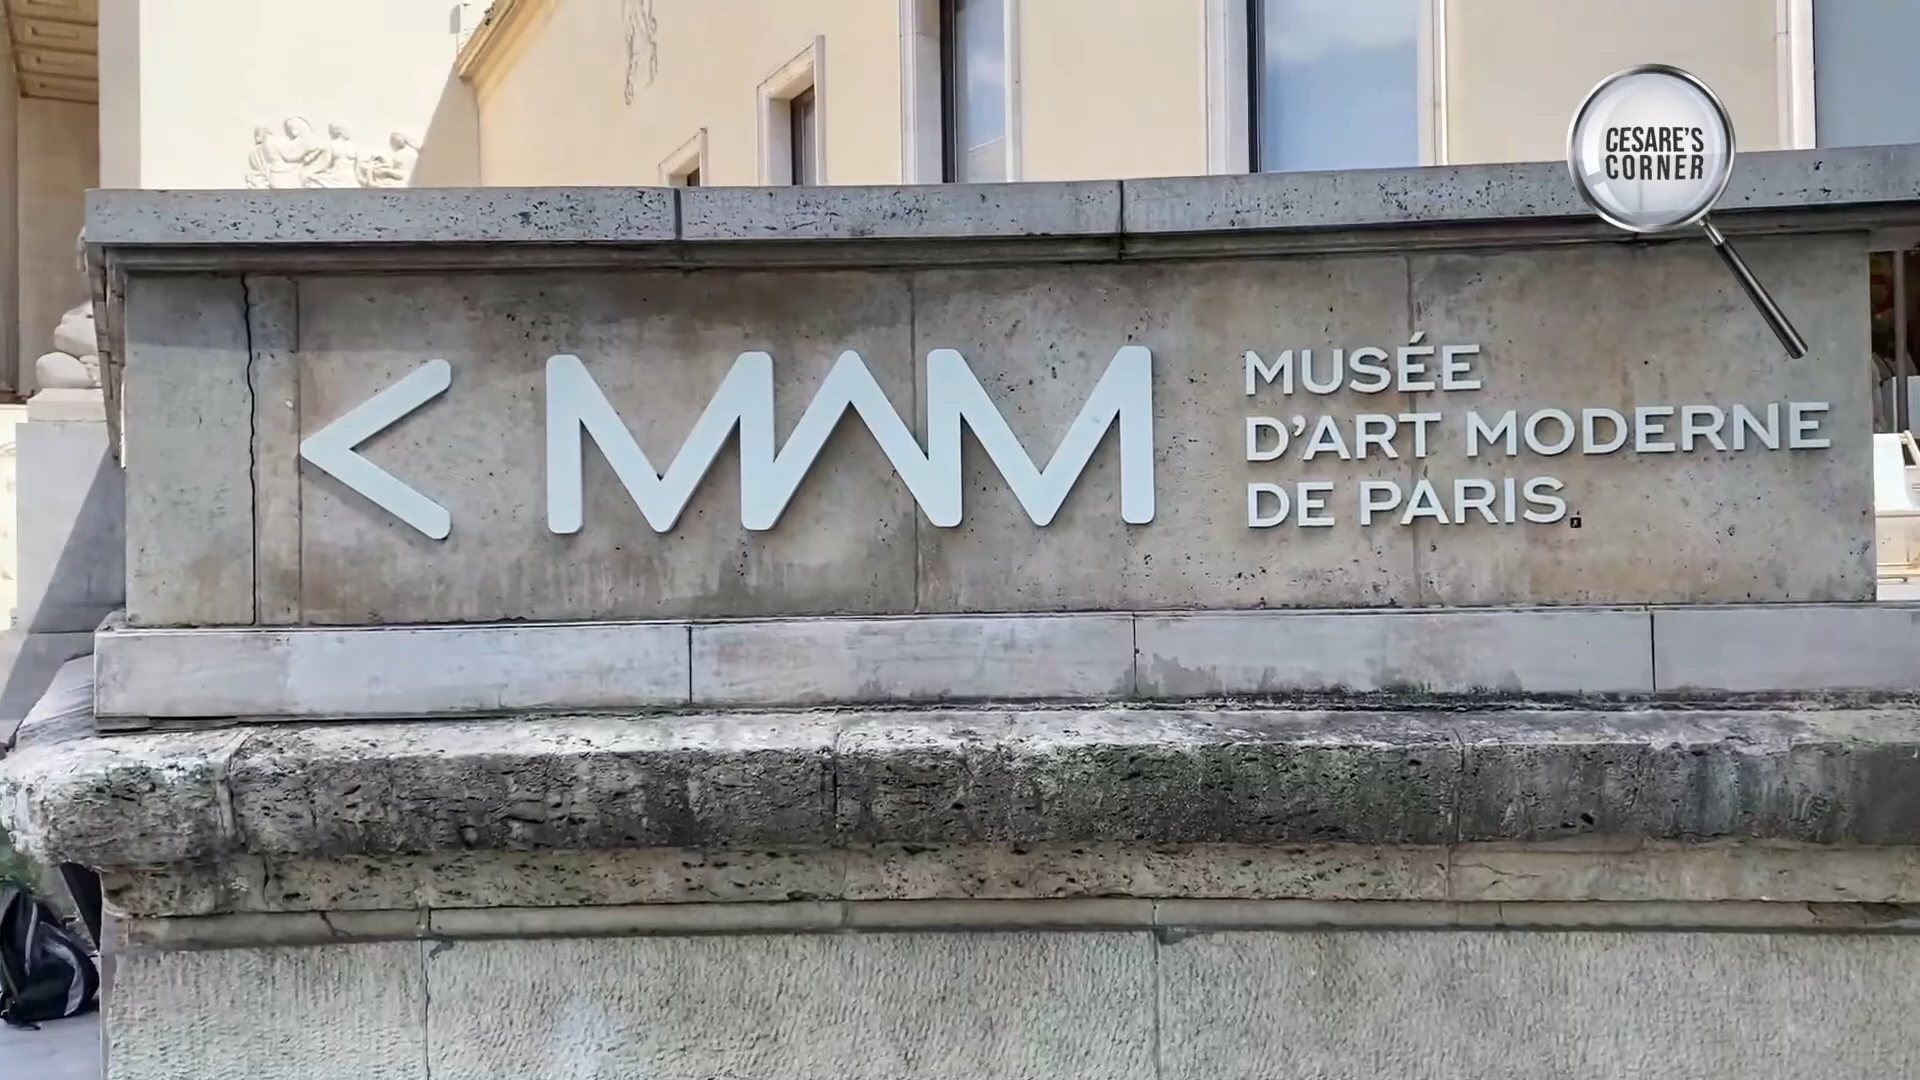 CESARE'S
CORNER
< MAM
MUSÉE
D'ART MODERNE
DE PARIS